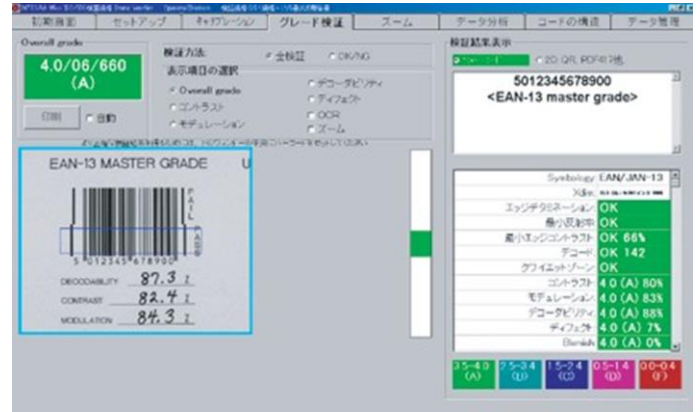 初期画面 セットアップ キャリブレーション グレード検証 ズーム データ分析 コードの構造 データ管理
Overall grade
4.0/06/660
(A)
印刷 自動
検証方法: 全検証 OK/NG
表示項目の選択
Overall grade デコーダビリティ
コントラスト ディフェクト
モデュレーション OCR
ズーム
検証結果表示
2D QR, PDF417他
5012345678900
<EAN-13 master grade>
EAN-13 MASTER GRADE U
FAIL
PASS
5 012345 678900
DECODABILITY 87.3 %
CONTRAST 82.4 %
MODULATION 84.3 %
Symbology EAN/JAN-13
Xdim
エッジデタミネーション OK
最小反射率 OK
最小エッジコントラスト OK 66%
デコード OK 142
クワイエットゾーン OK
コントラスト 4.0 (A) 80%
モデュレーション 4.0 (A) 83%
デコーダビリティ 4.0 (A) 88%
ディフェクト 4.0 (A) 7%
Blemish 4.0 (A) 0%
3.5-4.0 2.5-3.4 1.5-2.4 0.5-1.4 0.0-0.4
(A) (B) (C) (D) (F)